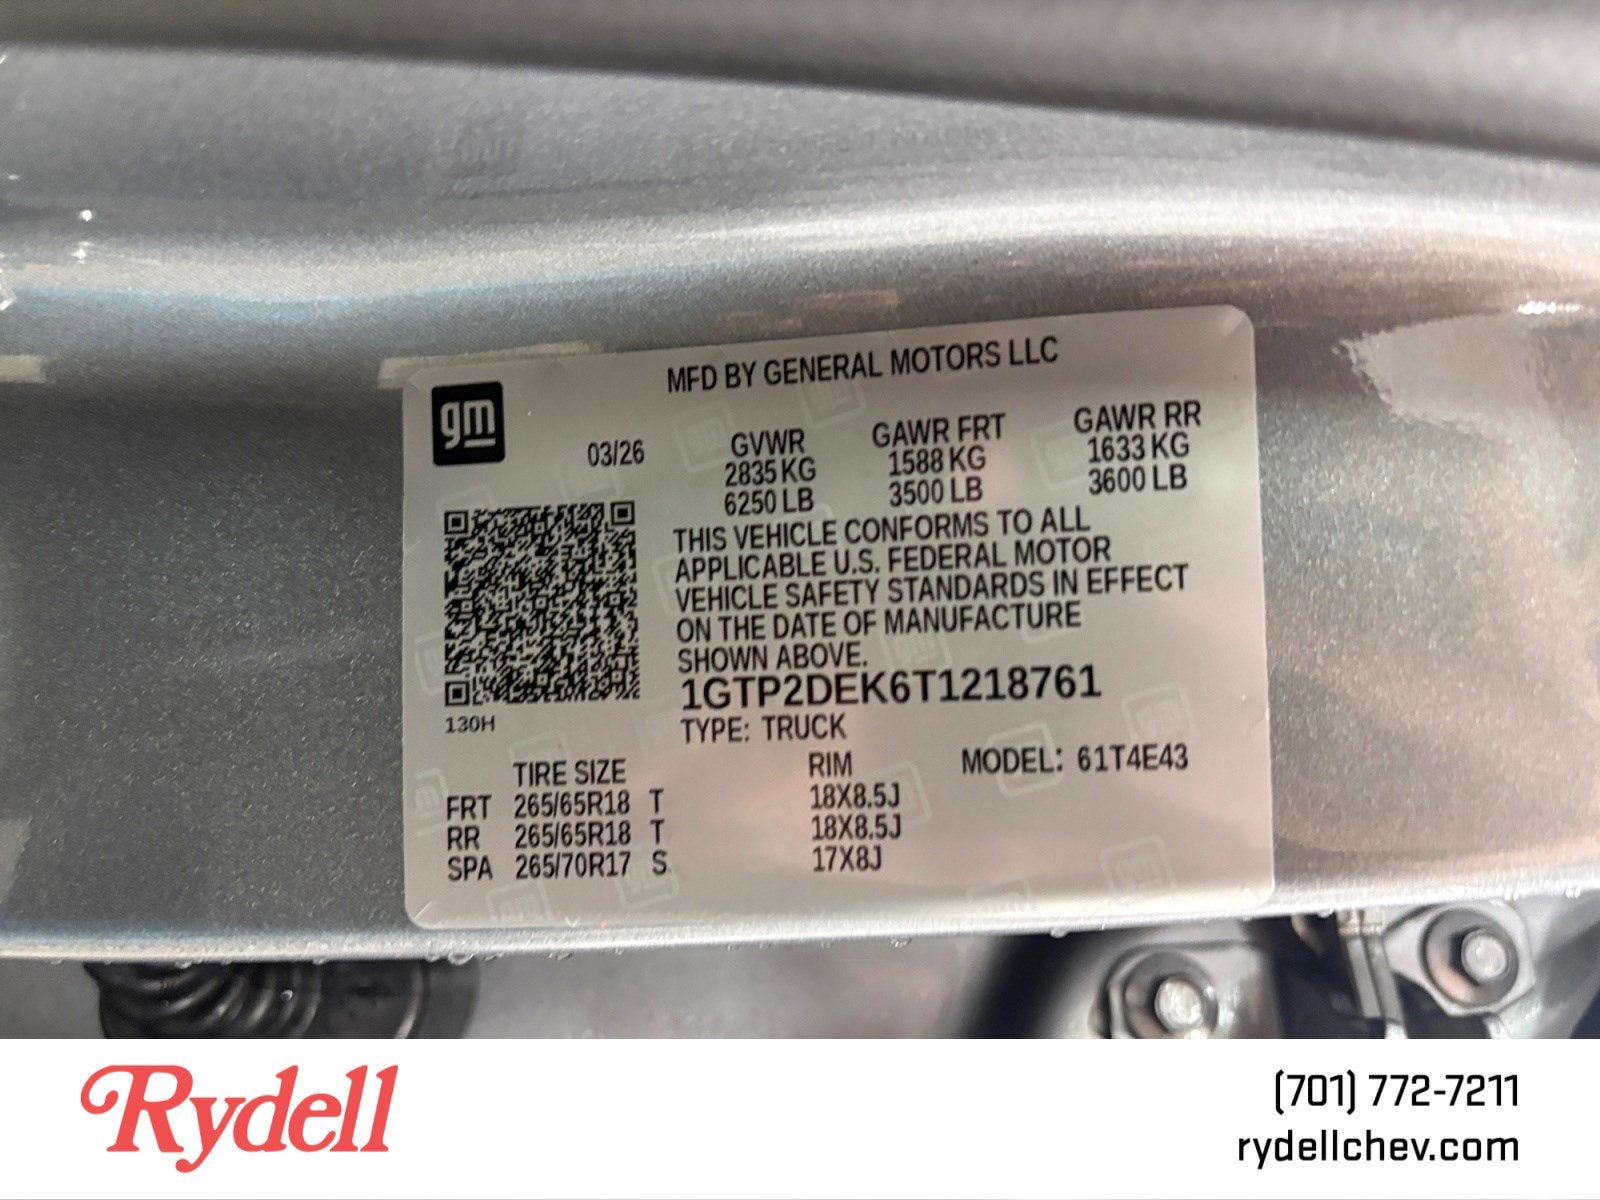 MFD BY GENERAL MOTORS LLC
gm
03/26
GVWR GAWR FRT GAWR RR
2835 KG 1588 KG 1633 KG
6250 LB 3500 LB 3600 LB
THIS VEHICLE CONFORMS TO ALL
APPLICABLE U.S. FEDERAL MOTOR
VEHICLE SAFETY STANDARDS IN EFFECT
ON THE DATE OF MANUFACTURE
SHOWN ABOVE.
1GTP2DEK6T1218761
130H
TYPE: TRUCK
MODEL: 61T4E43
TIRE SIZE RIM
FRT 265/65R18 T 18X8.5J
RR 265/65R18 T 18X8.5J
SPA 265/70R17 S 17X8J
Rydell
(701) 772-7211
rydellchev.com